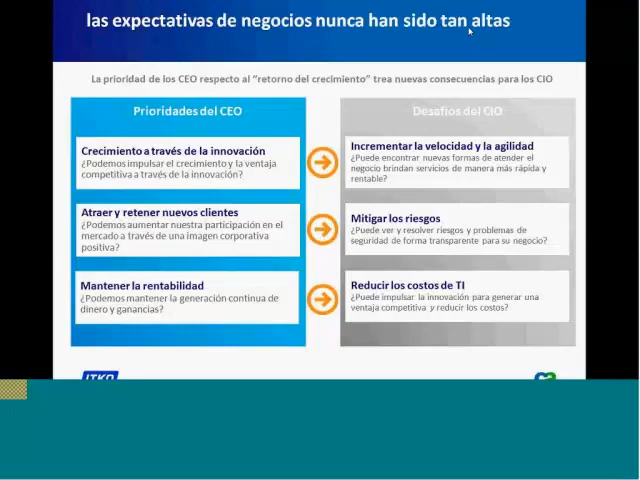 las expectativas de negocios nunca han sido tan altas
La prioridad de los CEO respecto al “retorno del crecimiento” trea nuevas consecuencias para los CIO
Prioridades del CEO
Crecimiento a través de la innovación
¿Podemos impulsar el crecimiento y la ventaja
competitiva a través de la innovación?
Atraer y retener nuevos clientes
¿Podemos aumentar nuestra participación en el
mercado a través de una imagen corporativa
positiva?
Mantener la rentabilidad
¿Podemos mantener la generación continua de
dinero y ganancias?
Desafíos del CIO
Incrementar la velocidad y la agilidad
¿Puede encontrar nuevas formas de atender el
negocio brindan servicios de manera más rápida y
rentable?
Mitigar los riesgos
¿Puede ver y resolver riesgos y problemas de
seguridad de forma transparente para su negocio?
Reducir los costos de TI
¿Puede impulsar la innovación para generar una
ventaja competitiva y reducir los costos?
ITKO